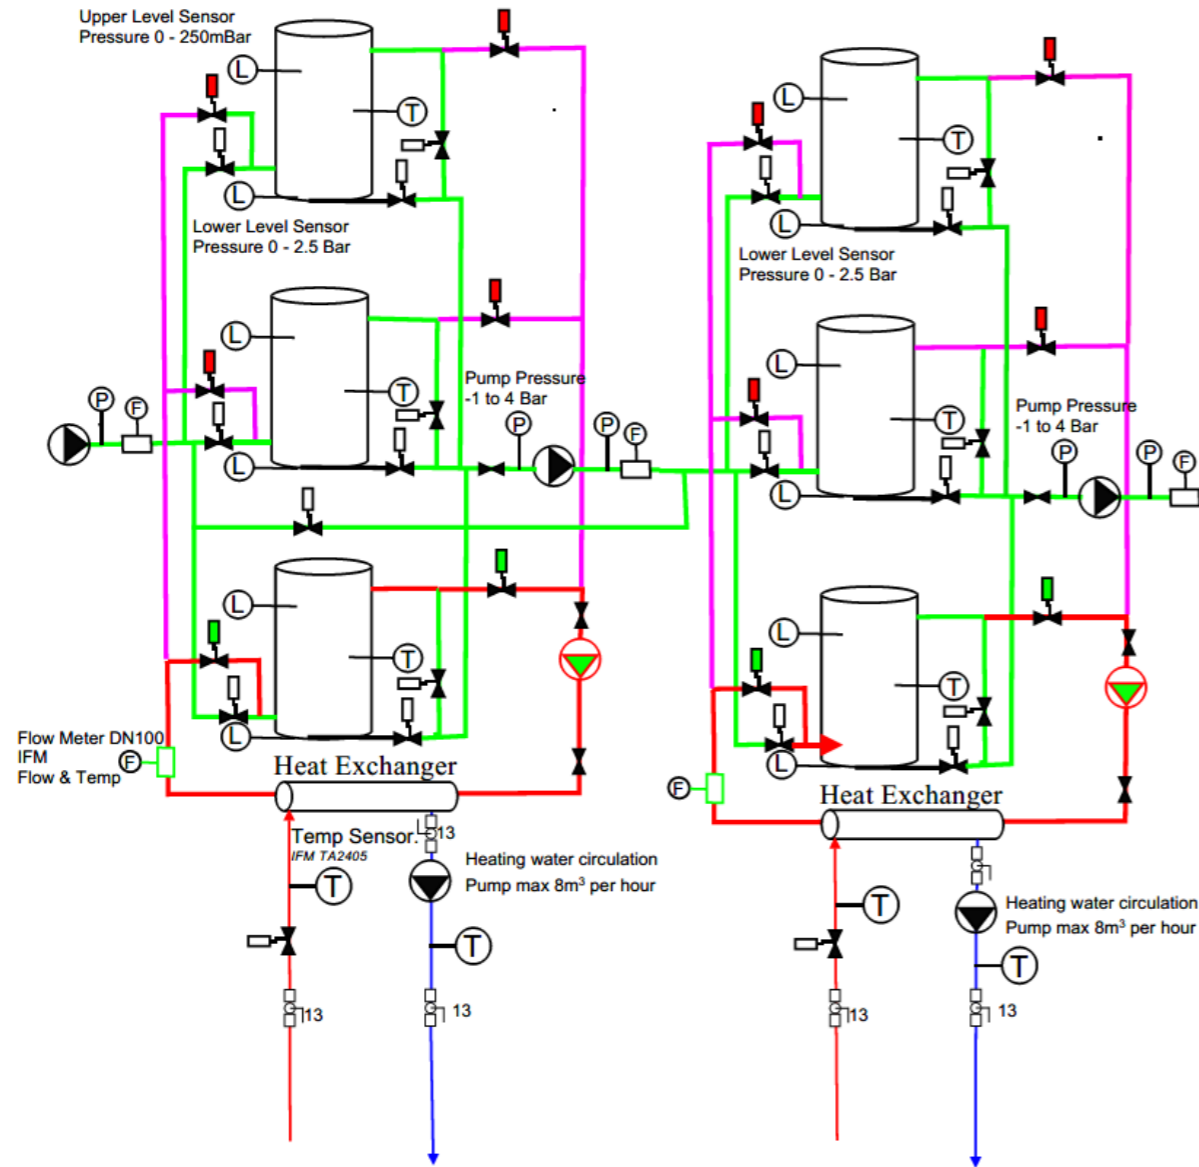 Upper Level Sensor
Pressure 0 - 250mBar
L
T
L
Lower Level Sensor
Pressure 0 - 2.5 Bar
L
T
L
P
F
Pump Pressure
-1 to 4 Bar
P
P
F
L
T
L
Flow Meter DN100
IFM
Flow & Temp
F
Heat Exchanger
Temp Sensor.
IFM TA2405
13
T
Heating water circulation
Pump max 8m³ per hour
T
13
13
L
T
L
Lower Level Sensor
Pressure 0 - 2.5 Bar
L
T
L
Pump Pressure
-1 to 4 Bar
P
P
F
L
T
L
F
Heat Exchanger
T
Heating water circulation
Pump max 8m³ per hour
T
13
13